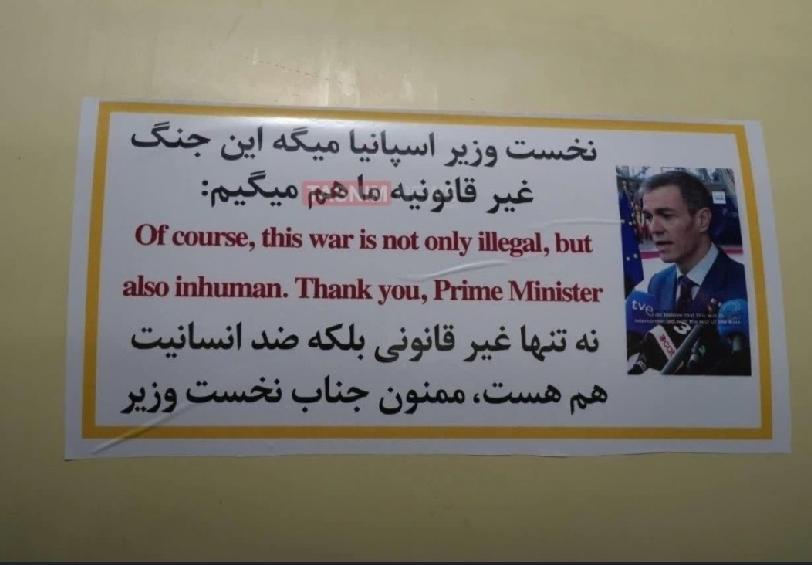 نخست وزیر اسپانیا میگه این جنگ
غیر قانونیه ما هم میگیم:
Of course, this war is not only illegal, but
also inhuman. Thank you, Prime Minister
نه تنها غیر قانونی بلکه ضد انسانیت
هم هست، ممنون جناب نخست وزیر
TASNIM
tve